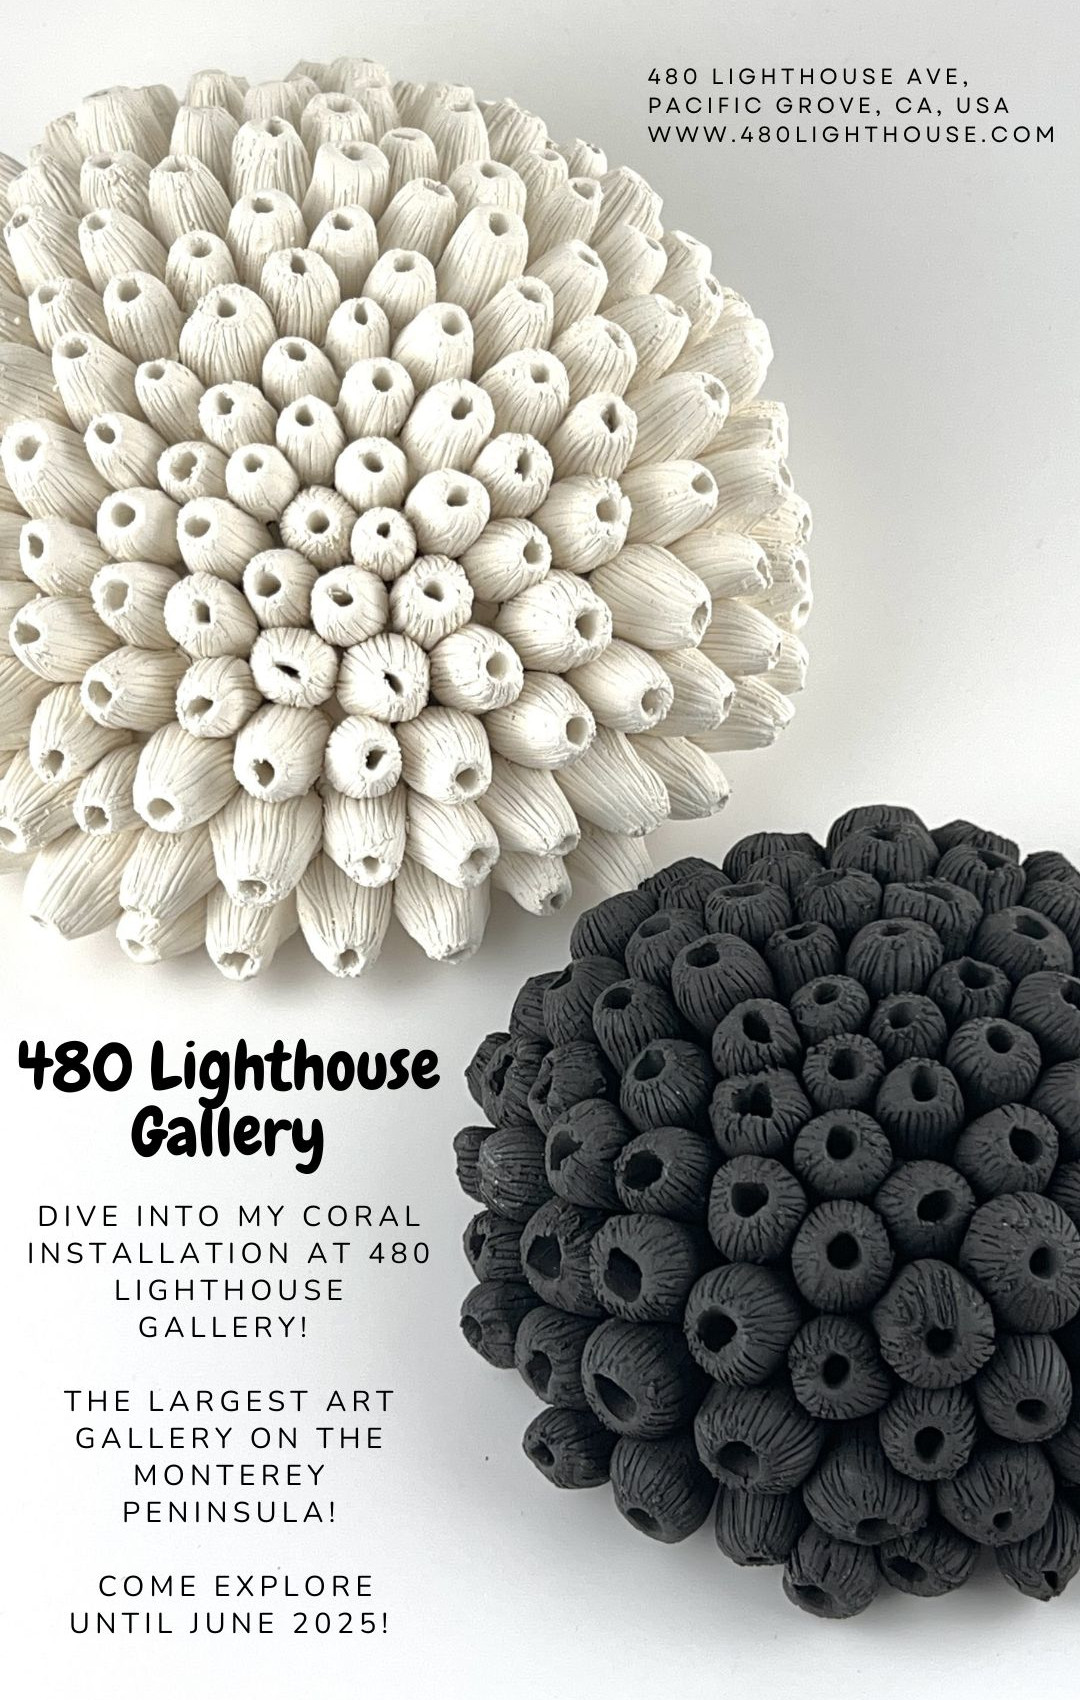 480 LIGHTHOUSE AVE,
PACIFIC GROVE, CA, USA
WWW.480LIGHTHOUSE.COM
480 Lighthouse
Gallery
DIVE INTO MY CORAL
INSTALLATION AT 480
LIGHTHOUSE
GALLERY!
THE LARGEST ART
GALLERY ON THE
MONTEREY
PENINSULA!
COME EXPLORE
UNTIL JUNE 2025!